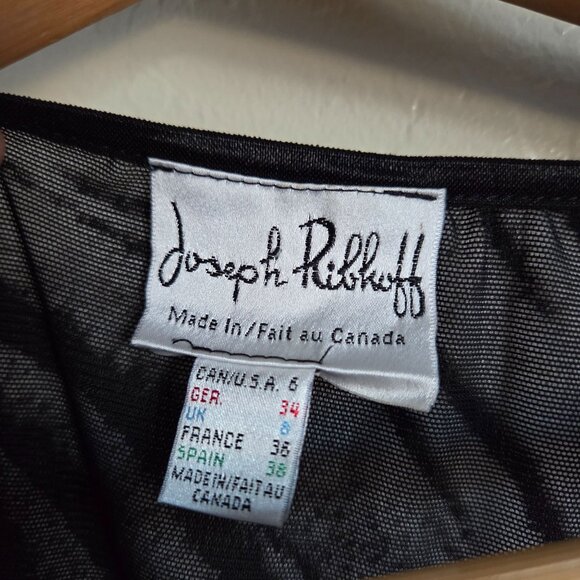 Joseph Ribkoff
Made In/Fait au Canada
CAN/U.S.A. 6
GER. 34
UK 8
FRANCE 36
SPAIN 38
MADE IN/FAIT AU
CANADA